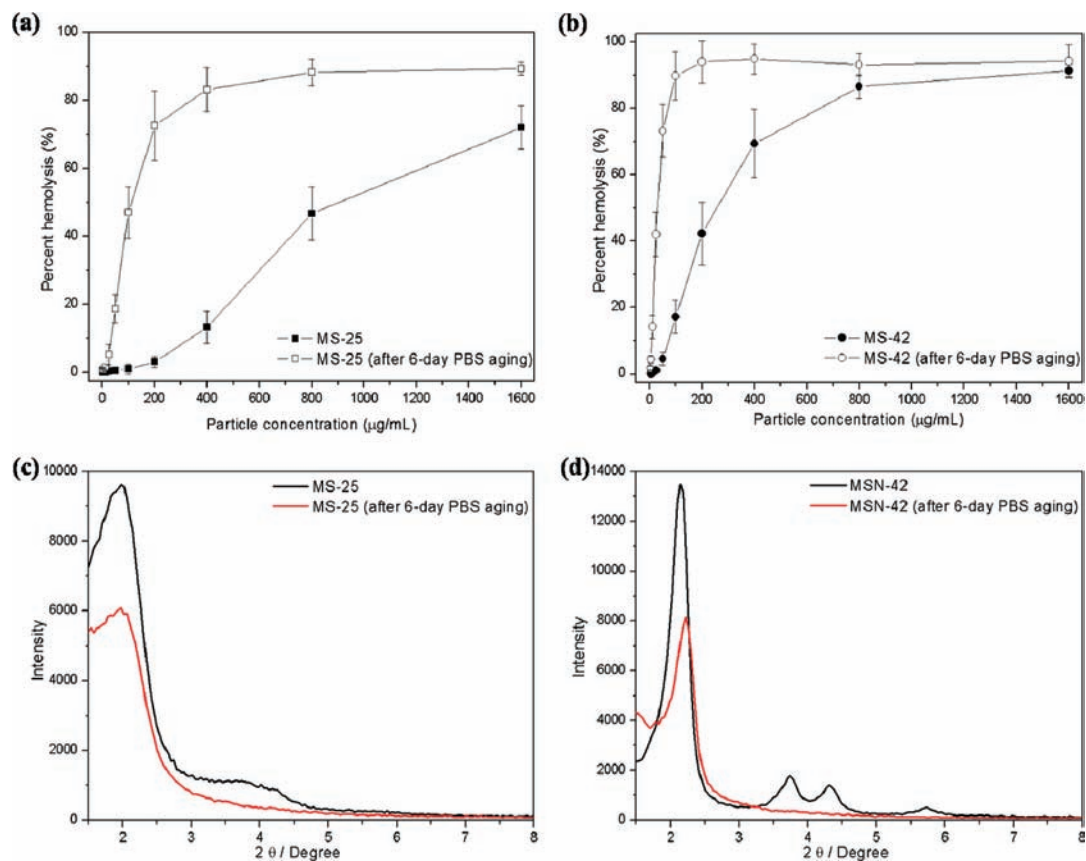 (a)
100
80
60
40
20
0
Percent hemolysis (%)
0 200 400 600 800 1000 1200 1400 1600
Particle concentration (µg/mL)
MS-25
MS-25 (after 6-day PBS aging)
(b)
100
80
60
40
20
0
Percent hemolysis (%)
0 200 400 600 800 1000 1200 1400 1600
Particle concentration (µg/mL)
MS-42
MS-42 (after 6-day PBS aging)
(c)
10000
8000
6000
4000
2000
0
Intensity
2 3 4 5 6 7 8
2 θ / Degree
MS-25
MS-25 (after 6-day PBS aging)
(d)
14000
12000
10000
8000
6000
4000
2000
0
Intensity
2 3 4 5 6 7 8
2 θ / Degree
MSN-42
MSN-42 (after 6-day PBS aging)